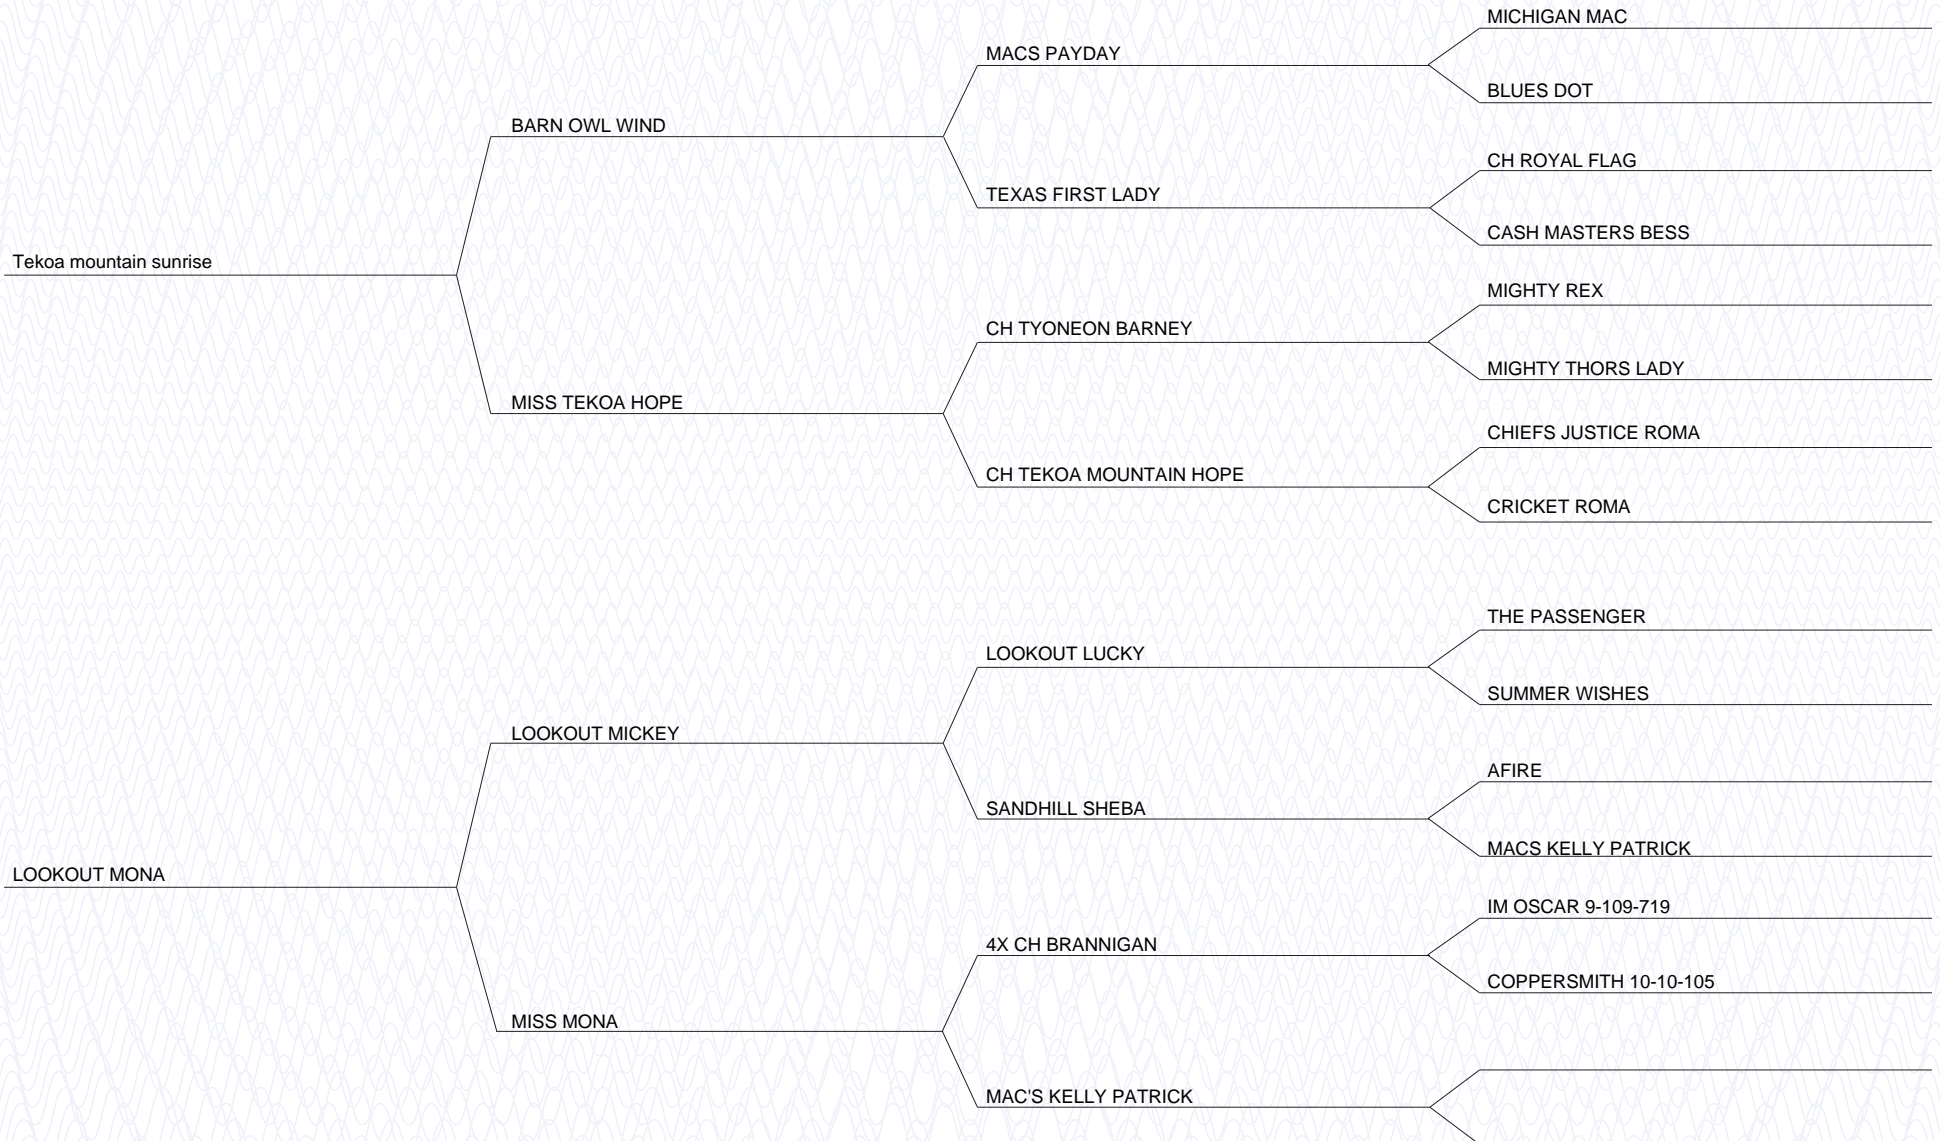 MICHIGAN MAC
MACS PAYDAY
BLUES DOT
BARN OWL WIND
CH ROYAL FLAG
TEXAS FIRST LADY
CASH MASTERS BESS
Tekoa mountain sunrise
MIGHTY REX
CH TYONEON BARNEY
MIGHTY THORS LADY
MISS TEKOA HOPE
CHIEFS JUSTICE ROMA
CH TEKOA MOUNTAIN HOPE
CRICKET ROMA
THE PASSENGER
LOOKOUT LUCKY
SUMMER WISHES
LOOKOUT MICKEY
AFIRE
SANDHILL SHEBA
MACS KELLY PATRICK
LOOKOUT MONA
IM OSCAR 9-109-719
4X CH BRANNIGAN
COPPERSMITH 10-10-105
MISS MONA
MAC'S KELLY PATRICK